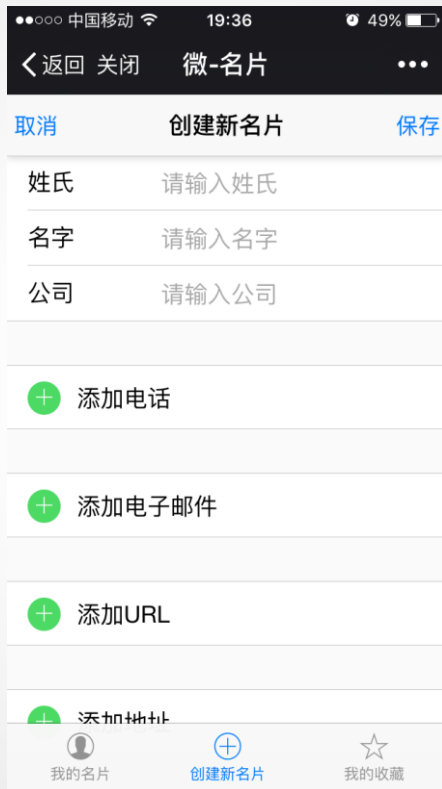 中国移动 19:36 49%
返回 关闭 微-名片
取消 创建新名片 保存
姓氏 请输入姓氏
名字 请输入名字
公司 请输入公司
添加电话
添加电子邮件
添加URL
添加地址
我的名片 创建新名片 我的收藏